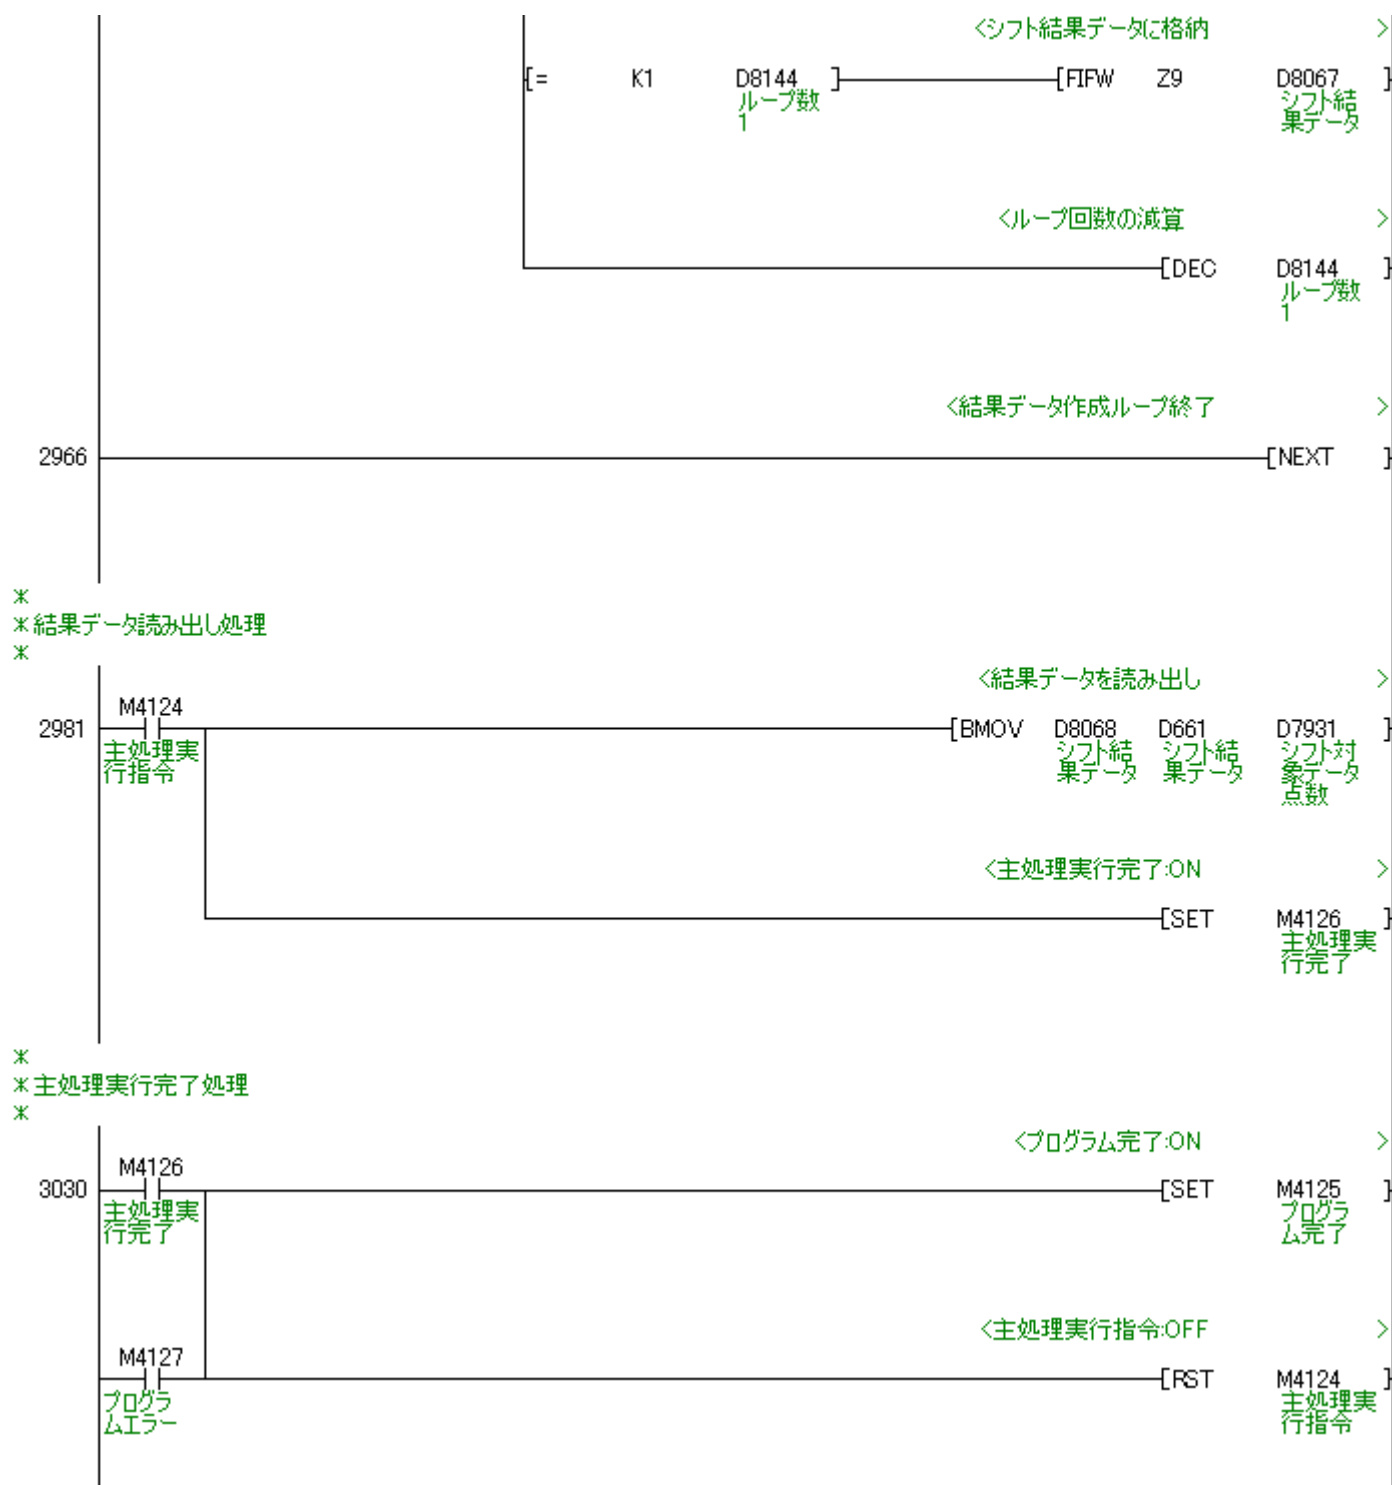 <シフト結果データに格納 >
[= K1 D8144 ] [FIFW Z9 D8067 ]
ループ数 シフト結
1 果データ
<ループ回数の減算 >
[DEC D8144 ]
ループ数
1
<結果データ作成ループ終了 >
2966 [NEXT ]
*
*結果データ読み出し処理
*
<結果データを読み出し >
M4124
2981 [BMOV D8068 D661 D7931 ]
主処理実 シフト結 シフト結 シフト対
行指令 果データ 果データ 象データ
点数
<主処理実行完了:ON >
[SET M4126 ]
主処理実
行完了
*
*主処理実行完了処理
*
<プログラム完了:ON >
M4126
3030 [SET M4125 ]
主処理実 プログラ
行完了 ム完了
<主処理実行指令:OFF >
M4127
[RST M4124 ]
プログラ 主処理実
ムエラー 行指令